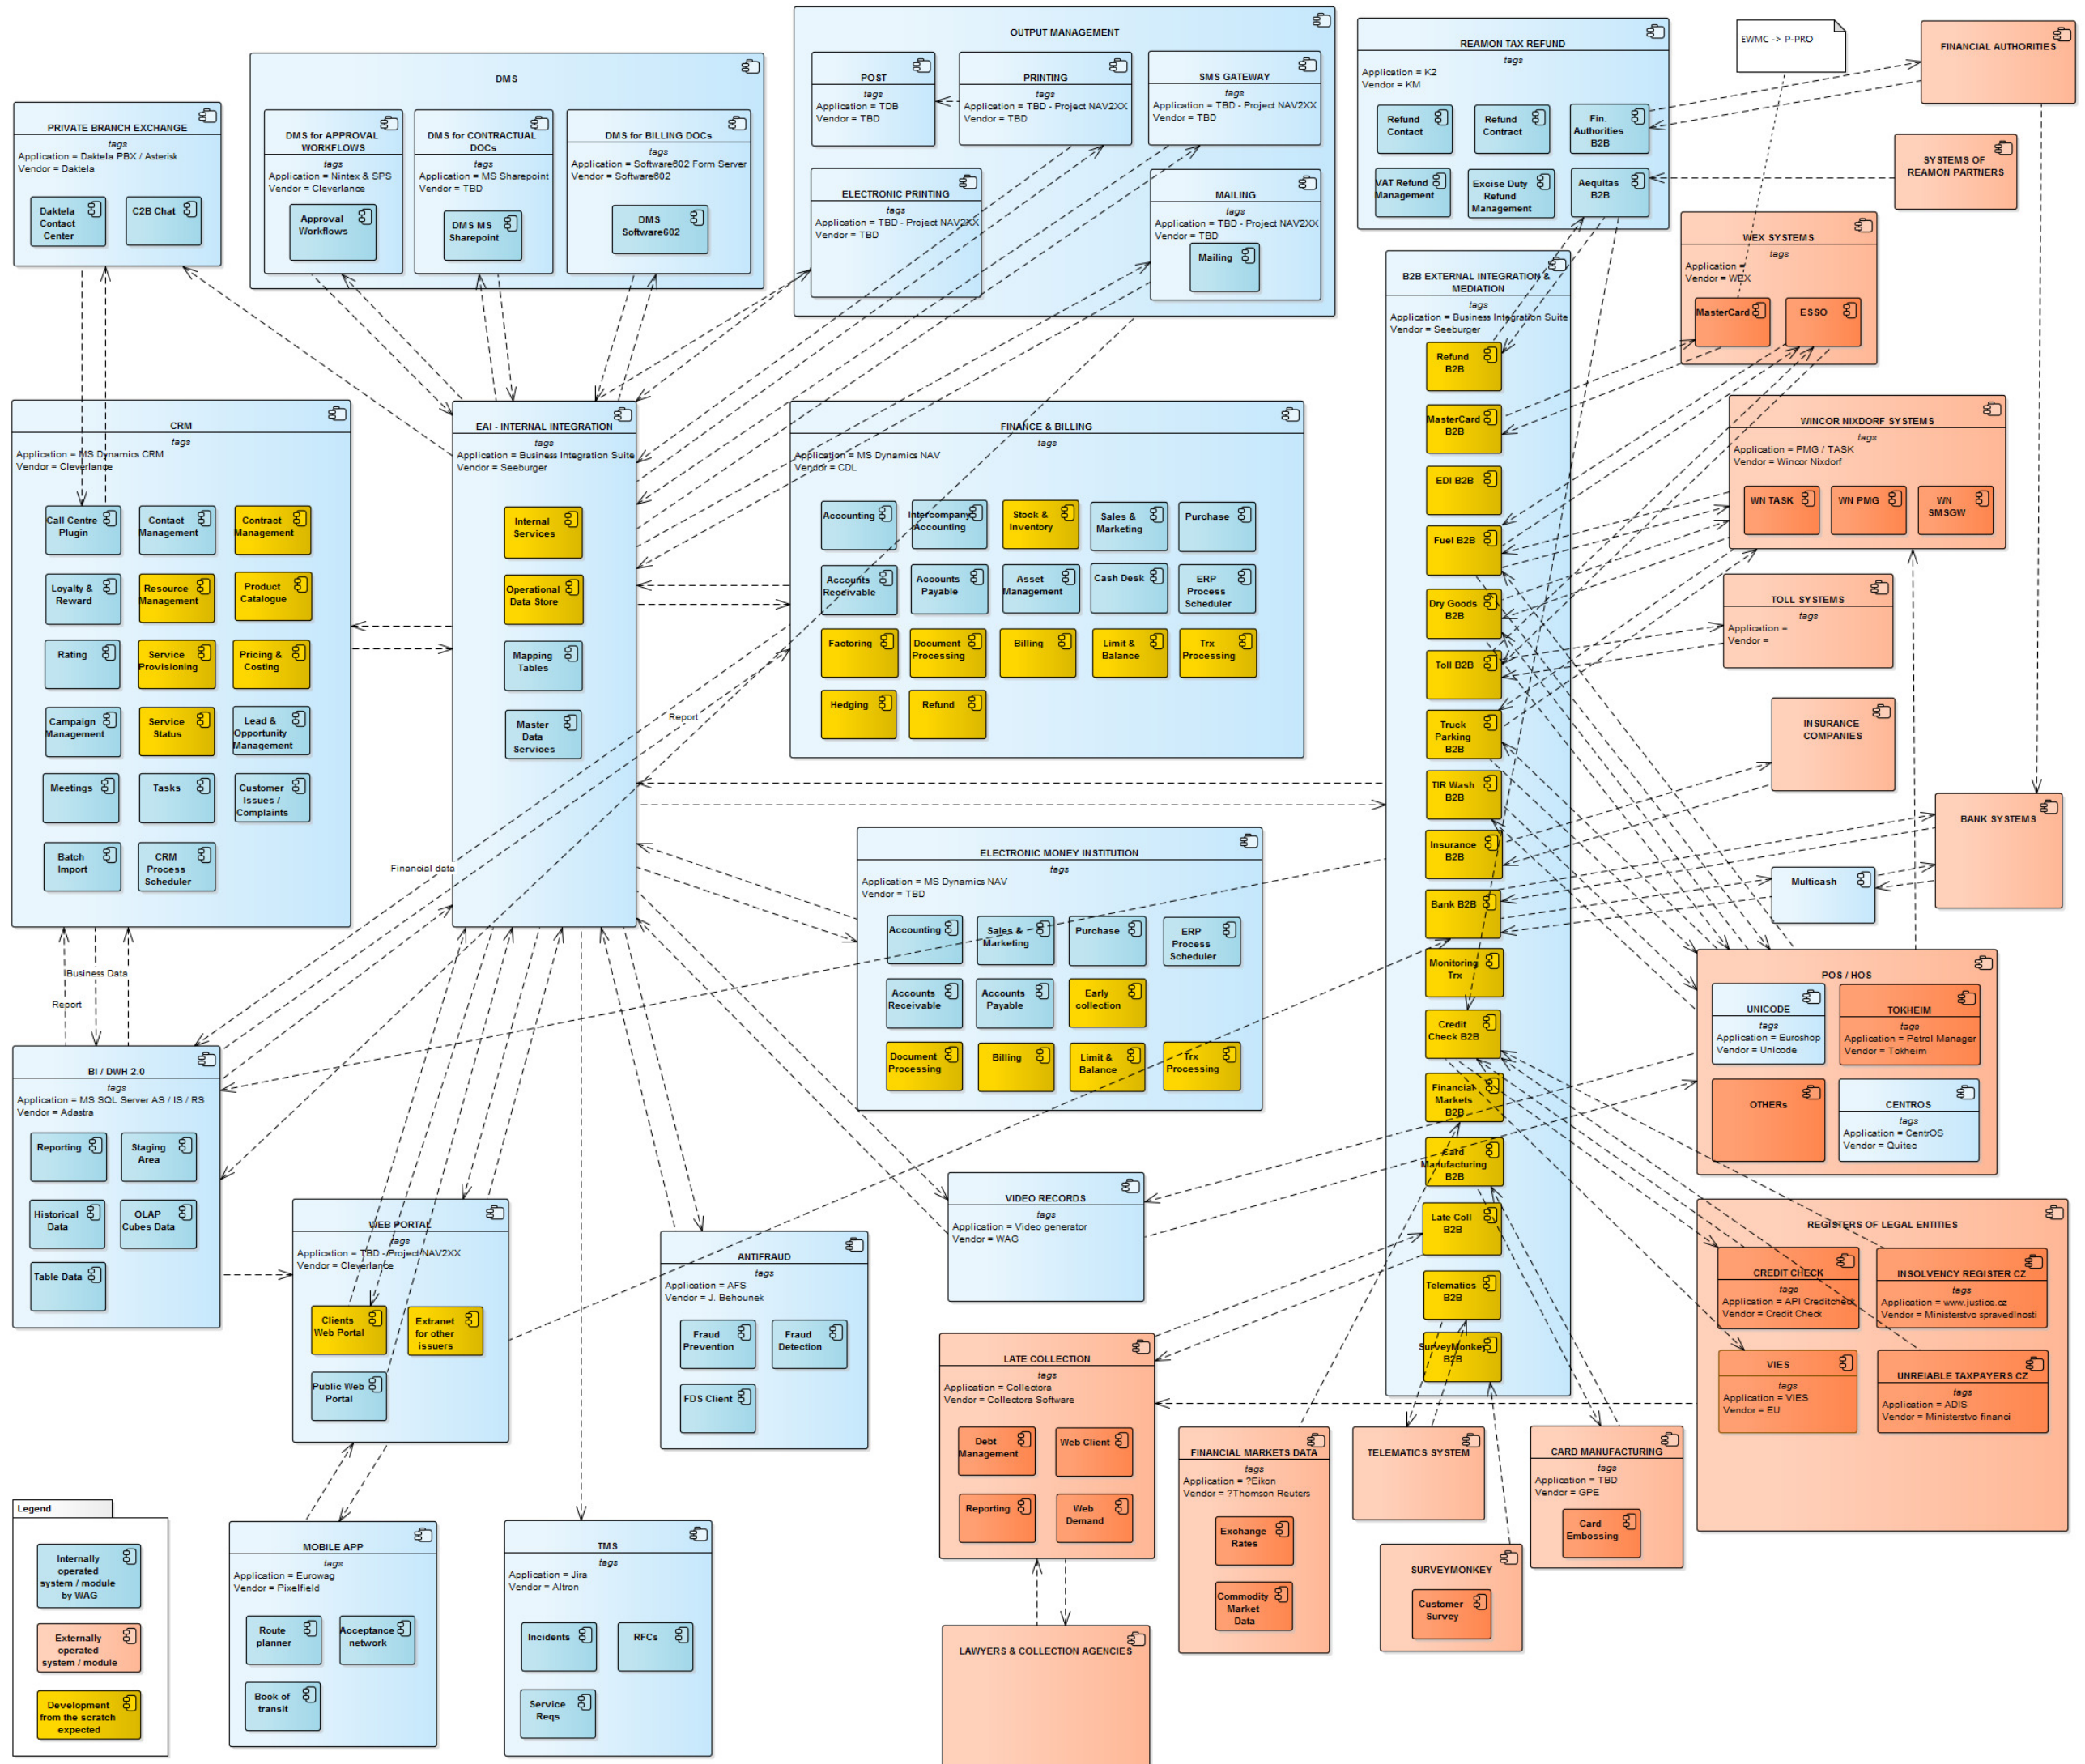 OUTPUT MANAGEMENT
POST
tags
Application = TDB
Vendor = TBD
PRINTING
tags
Application = TBD - Project NAV2XX
Vendor = TBD
SMS GATEWAY
tags
Application = TBD - Project NAV2XX
Vendor = TBD
ELECTRONIC PRINTING
tags
Application = TBD - Project NAV2XX
Vendor = TBD
MAILING
tags
Application = TBD - Project NAV2XX
Vendor = TBD
Mailing
DMS
DMS for APPROVAL
WORKFLOWS
tags
Application = Nintex & SPS
Vendor = Cleverlance
Approval
Workflows
DMS for CONTRACTUAL
DOCs
tags
Application = MS Sharepoint
Vendor = TBD
DMS MS
Sharepoint
DMS for BILLING DOCs
tags
Application = Software602 Form Server
Vendor = Software602
DMS
Software602
PRIVATE BRANCH EXCHANGE
tags
Application = Daktela PBX / Asterisk
Vendor = Daktela
Daktela
Contact
Center
C2B Chat
REAMON TAX REFUND
tags
Application = K2
Vendor = KM
Refund
Contact
Refund
Contract
Fin.
Authorities
B2B
VAT Refund
Management
Excise Duty
Refund
Management
Aequitas
B2B
EWMC -> P-PRO
FINANCIAL AUTHORITIES
SYSTEMS OF
REAMON PARTNERS
WEX SYSTEMS
tags
Application =
Vendor = WEX
MasterCard
ESSO
B2B EXTERNAL INTEGRATION &
MEDIATION
tags
Application = Business Integration Suite
Vendor = Seeburger
Refund
B2B
MasterCard
B2B
EDI B2B
Fuel B2B
Dry Goods
B2B
Toll B2B
Truck
Parking
B2B
TIR Wash
B2B
Insurance
B2B
Bank B2B
Monitoring
Trx
Credit
Check B2B
Financial
Markets
B2B
Card
Manufacturing
B2B
Late Coll
B2B
Telematics
B2B
SurveyMonkey
B2B
WINCOR NIXDORF SYSTEMS
tags
Application = PMG / TASK
Vendor = Wincor Nixdorf
WN TASK
WN PMG
WN
SMSGW
TOLL SYSTEMS
tags
Application =
Vendor =
INSURANCE
COMPANIES
BANK SYSTEMS
Multicash
CRM
tags
Application = MS Dynamics CRM
Vendor = Cleverlance
Call Centre
Plugin
Contact
Management
Contract
Management
Loyalty &
Reward
Resource
Management
Product
Catalogue
Rating
Service
Provisioning
Pricing &
Costing
Campaign
Management
Service
Status
Lead &
Opportunity
Management
Meetings
Tasks
Customer
Issues /
Complaints
Batch
Import
CRM
Process
Scheduler
EAI - INTERNAL INTEGRATION
tags
Application = Business Integration Suite
Vendor = Seeburger
Internal
Services
Operational
Data Store
Mapping
Tables
Master
Data
Services
FINANCE & BILLING
tags
Application = MS Dynamics NAV
Vendor = CDL
Accounting
Intercompany
Accounting
Stock &
Inventory
Sales &
Marketing
Purchase
Accounts
Receivable
Accounts
Payable
Asset
Management
Cash Desk
ERP
Process
Scheduler
Factoring
Document
Processing
Billing
Limit &
Balance
Trx
Processing
Hedging
Refund
Report
Financial data
ELECTRONIC MONEY INSTITUTION
tags
Application = MS Dynamics NAV
Vendor = TBD
Accounting
Sales &
Marketing
Purchase
ERP
Process
Scheduler
Accounts
Receivable
Accounts
Payable
Early
collection
Document
Processing
Billing
Limit &
Balance
Trx
Processing
Business Data
Report
BI / DWH 2.0
tags
Application = MS SQL Server AS / IS / RS
Vendor = Adastra
Reporting
Staging
Area
Historical
Data
OLAP
Cubes Data
Table Data
WEB PORTAL
tags
Application = TBD - Project NAV2XX
Vendor = Cleverlance
Clients
Web Portal
Extranet
for other
issuers
Public Web
Portal
ANTIFRAUD
tags
Application = AFS
Vendor = J. Behounek
Fraud
Prevention
Fraud
Detection
FDS Client
VIDEO RECORDS
tags
Application = Video generator
Vendor = WAG
POS / HOS
UNICODE
tags
Application = Euroshop
Vendor = Unicode
TOKHEIM
tags
Application = Petrol Manager
Vendor = Tokheim
OTHERs
CENTROS
tags
Application = CentrOS
Vendor = Quitec
REGISTERS OF LEGAL ENTITIES
CREDIT CHECK
tags
Application = API Creditcheck
Vendor = Credit Check
INSOLVENCY REGISTER CZ
tags
Application = www.justice.cz
Vendor = Ministerstvo spravedlnosti
VIES
tags
Application = VIES
Vendor = EU
UNREIABLE TAXPAYERS CZ
tags
Application = ADIS
Vendor = Ministerstvo financi
LATE COLLECTION
tags
Application = Collectora
Vendor = Collectora Software
Debt
Management
Web Client
Reporting
Web
Demand
FINANCIAL MARKETS DATA
tags
Application = ?Eikon
Vendor = ?Thomson Reuters
Exchange
Rates
Commodity
Market
Data
TELEMATICS SYSTEM
CARD MANUFACTURING
tags
Application = TBD
Vendor = GPE
Card
Embossing
SURVEYMONKEY
Customer
Survey
LAWYERS & COLLECTION AGENCIES
Legend
Internally
operated
system / module
by WAG
Externally
operated
system / module
Development
from the scratch
expected
MOBILE APP
tags
Application = Eurowag
Vendor = Pixelfield
Route
planner
Acceptance
network
Book of
transit
TMS
tags
Application = Jira
Vendor = Altron
Incidents
RFCs
Service
Reqs